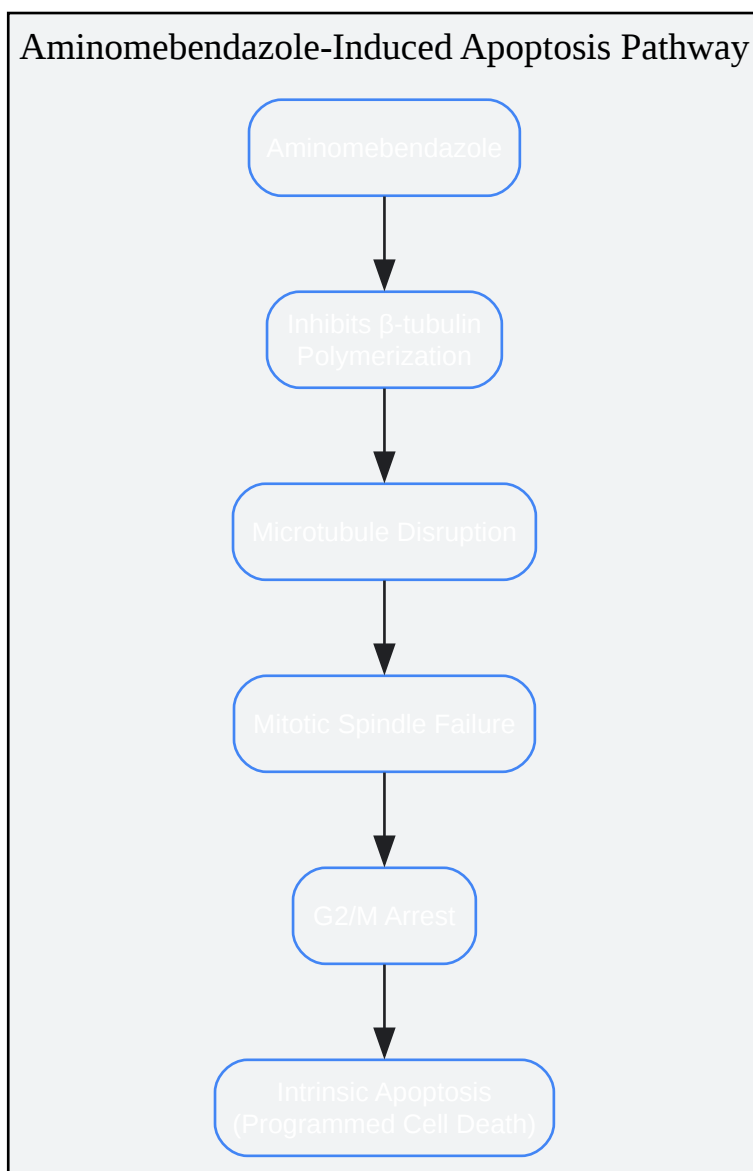 Aminomebendazole-Induced Apoptosis Pathway
Aminomebendazole
Inhibits β-tubulin
Polymerization
Microtubule Disruption
Mitotic Spindle Failure
G2/M Arrest
Intrinsic Apoptosis
(Programmed Cell Death)